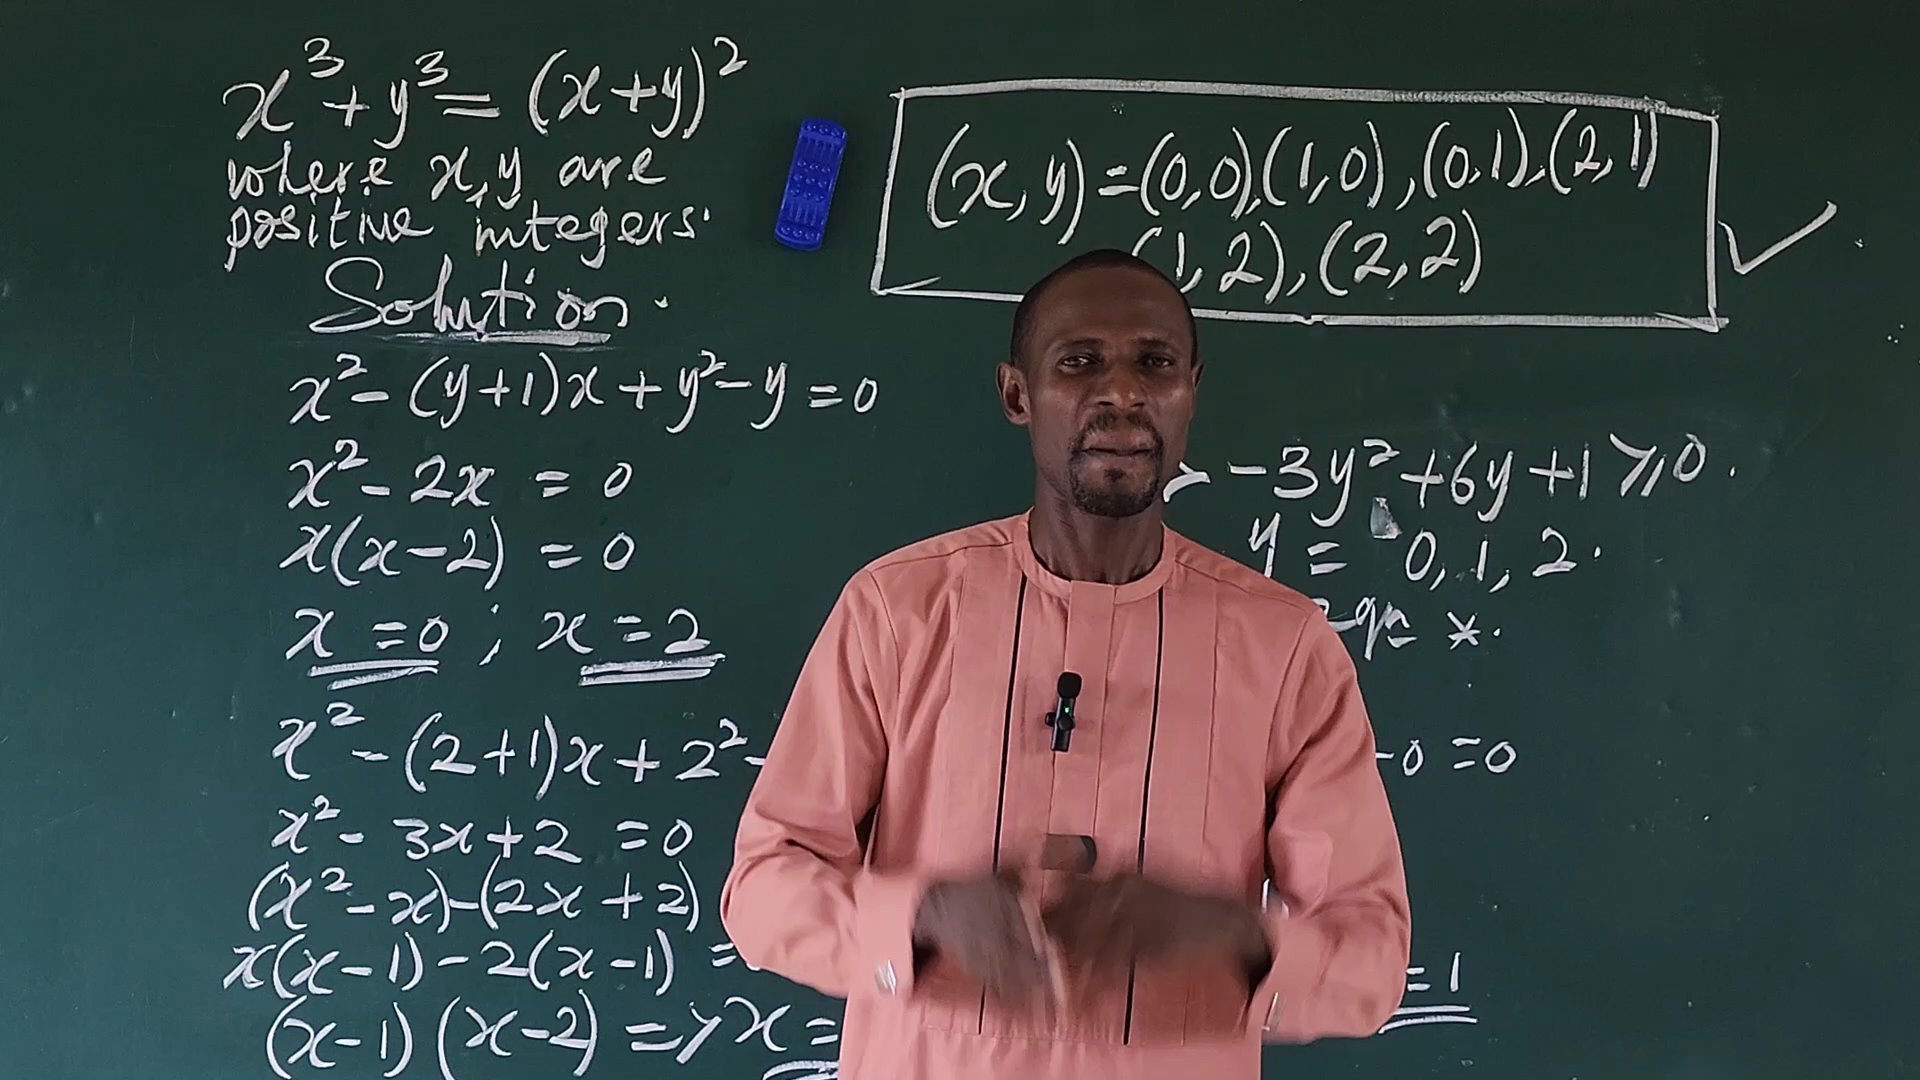 x³+y³=(x+y)²
where x,y are
positive integers.
Solution.
x²-(y+1)x+y²-y=0
x²-2x=0
x(x-2)=0
x=0; x=2
x²-(2+1)x+2²-
x²-3x+2=0
(x²-x)-(2x+2)
x(x-1)-2(x-1)=
(x-1)(x-2)=>x=
(x,y)=(0,0),(1,0),(0,1),(2,1)
(1,2),(2,2)
-3y²+6y+1⩾0.
y=0,1,2.
eqn *.
-0=0
=1